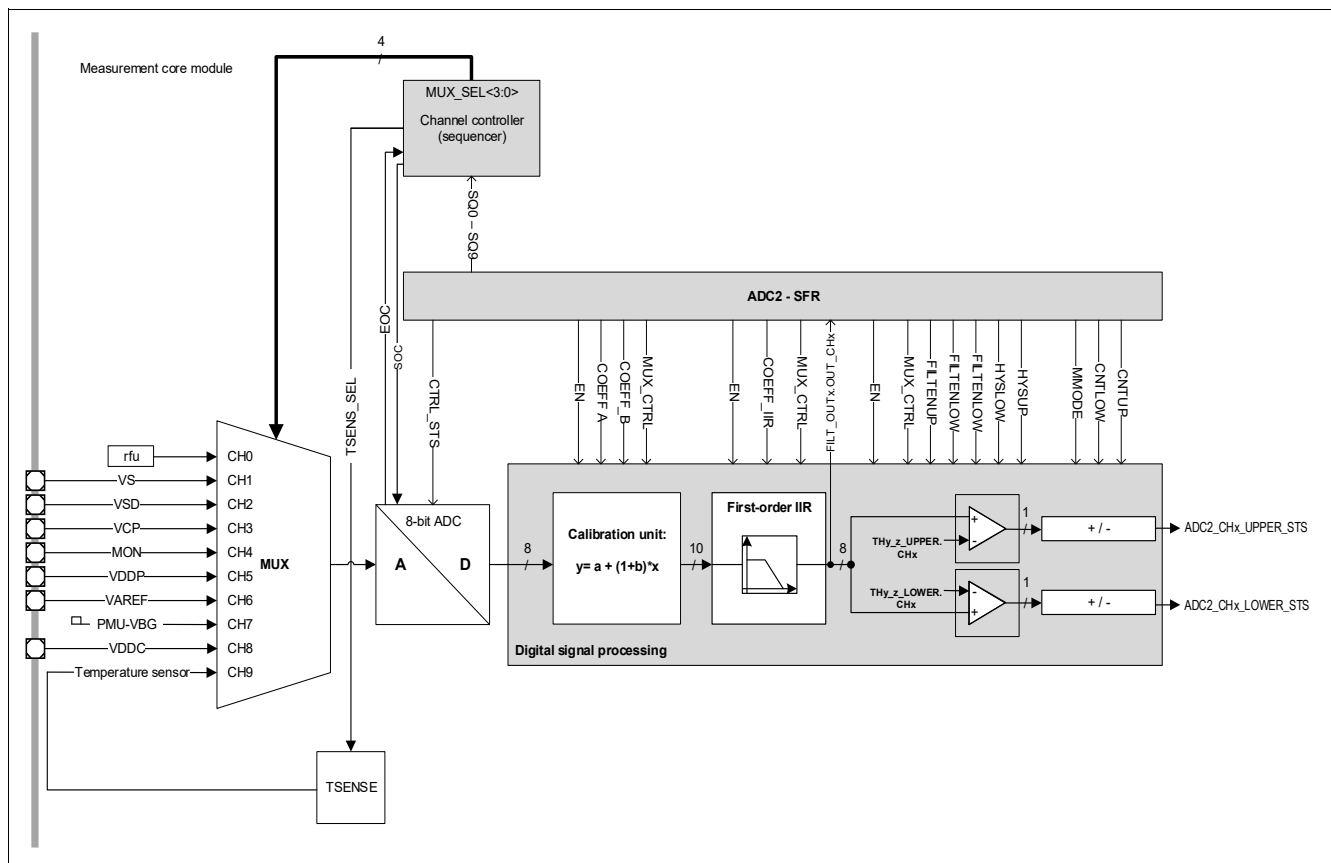 4
Measurement core module
MUX_SEL<3:0>
Channel controller
(sequencer)
SQ0 – SQ9
ADC2 - SFR
EOC
SOC
TSENS_SEL
CTRL_STS
EN
COEFF_A
COEFF_B
MUX_CTRL
EN
COEFF_IIR
MUX_CTRL
FILT_OUTx.OUT_CHx
EN
MUX_CTRL
FILTENUP
FILTENLOW
FILTENLOW
HYSLOW
HYSUP
MMODE
CNTLOW
CNTUP
rfu
CH0
VS
CH1
VSD
CH2
VCP
CH3
MON
CH4
VDDP
CH5
VAREF
CH6
PMU-VBG
CH7
VDDC
CH8
Temperature sensor
CH9
MUX
8-bit ADC
A
D
8
Calibration unit:
y= a + (1+b)*x
10
First-order IIR
8
THy_z_UPPER.
CHx
+
-
1
+ / -
ADC2_CHx_UPPER_STS
THy_z_LOWER.
CHx
-
+
1
+ / -
ADC2_CHx_LOWER_STS
Digital signal processing
TSENSE